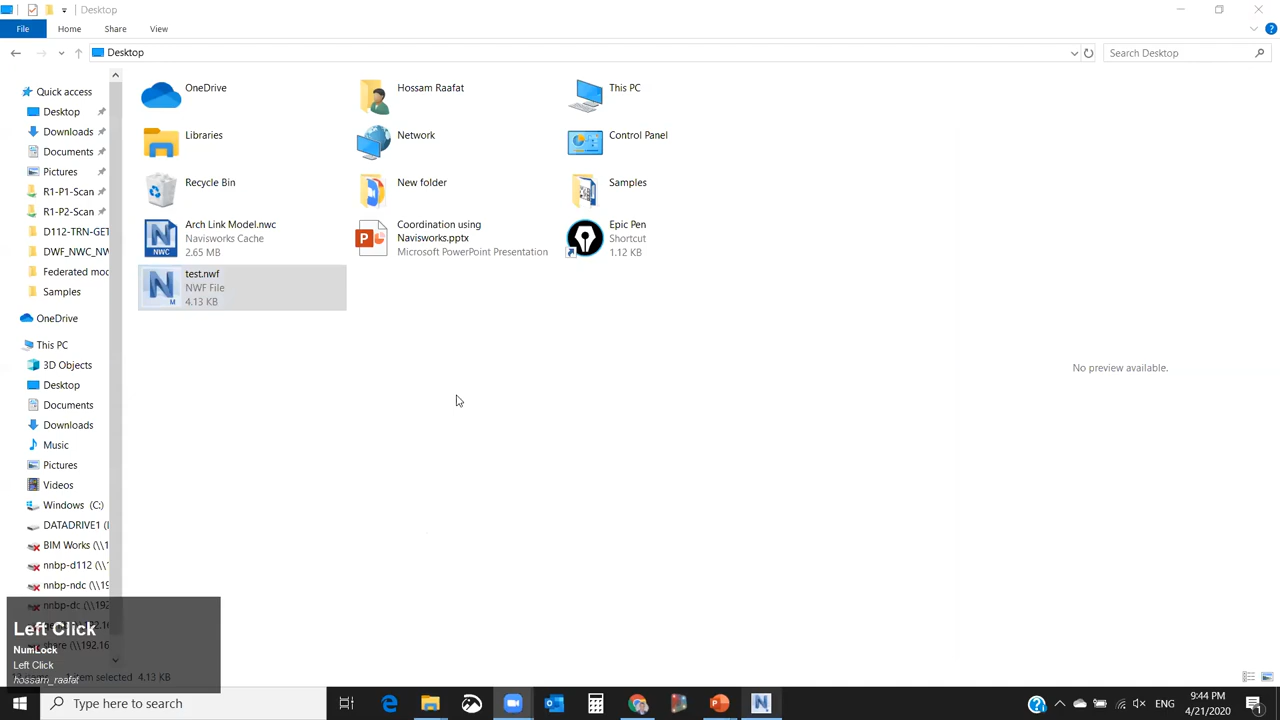 Desktop
File
Home
Share
View
Desktop
Search Desktop
Quick access
Desktop
Downloads
Documents
Pictures
R1-P1-Scan
R1-P2-Scan
D112-TRN-GET
DWF_NWC_NW
Federated mod
Samples
OneDrive
This PC
3D Objects
Desktop
Documents
Downloads
Music
Pictures
Videos
Windows (C:)
DATADRIVE1 (
BIM Works (\\1
nnbp-d112 (\\1
nnbp-ndc (\\19
nnbp-dc (\\192
share (\\192.16
OneDrive
Hossam Raafat
This PC
Libraries
Network
Control Panel
Recycle Bin
New folder
Samples
Arch Link Model.nwc
Navisworks Cache
2.65 MB
NWC
Coordination using
Navisworks.pptx
Microsoft PowerPoint Presentation
Epic Pen
Shortcut
1.12 KB
test.nwf
NWF File
4.13 KB
No preview available.
Left Click
NumLock
Left Click
hossam_raafat
item selected 4.13 KB
Type here to search
ENG
9:44 PM
4/21/2020